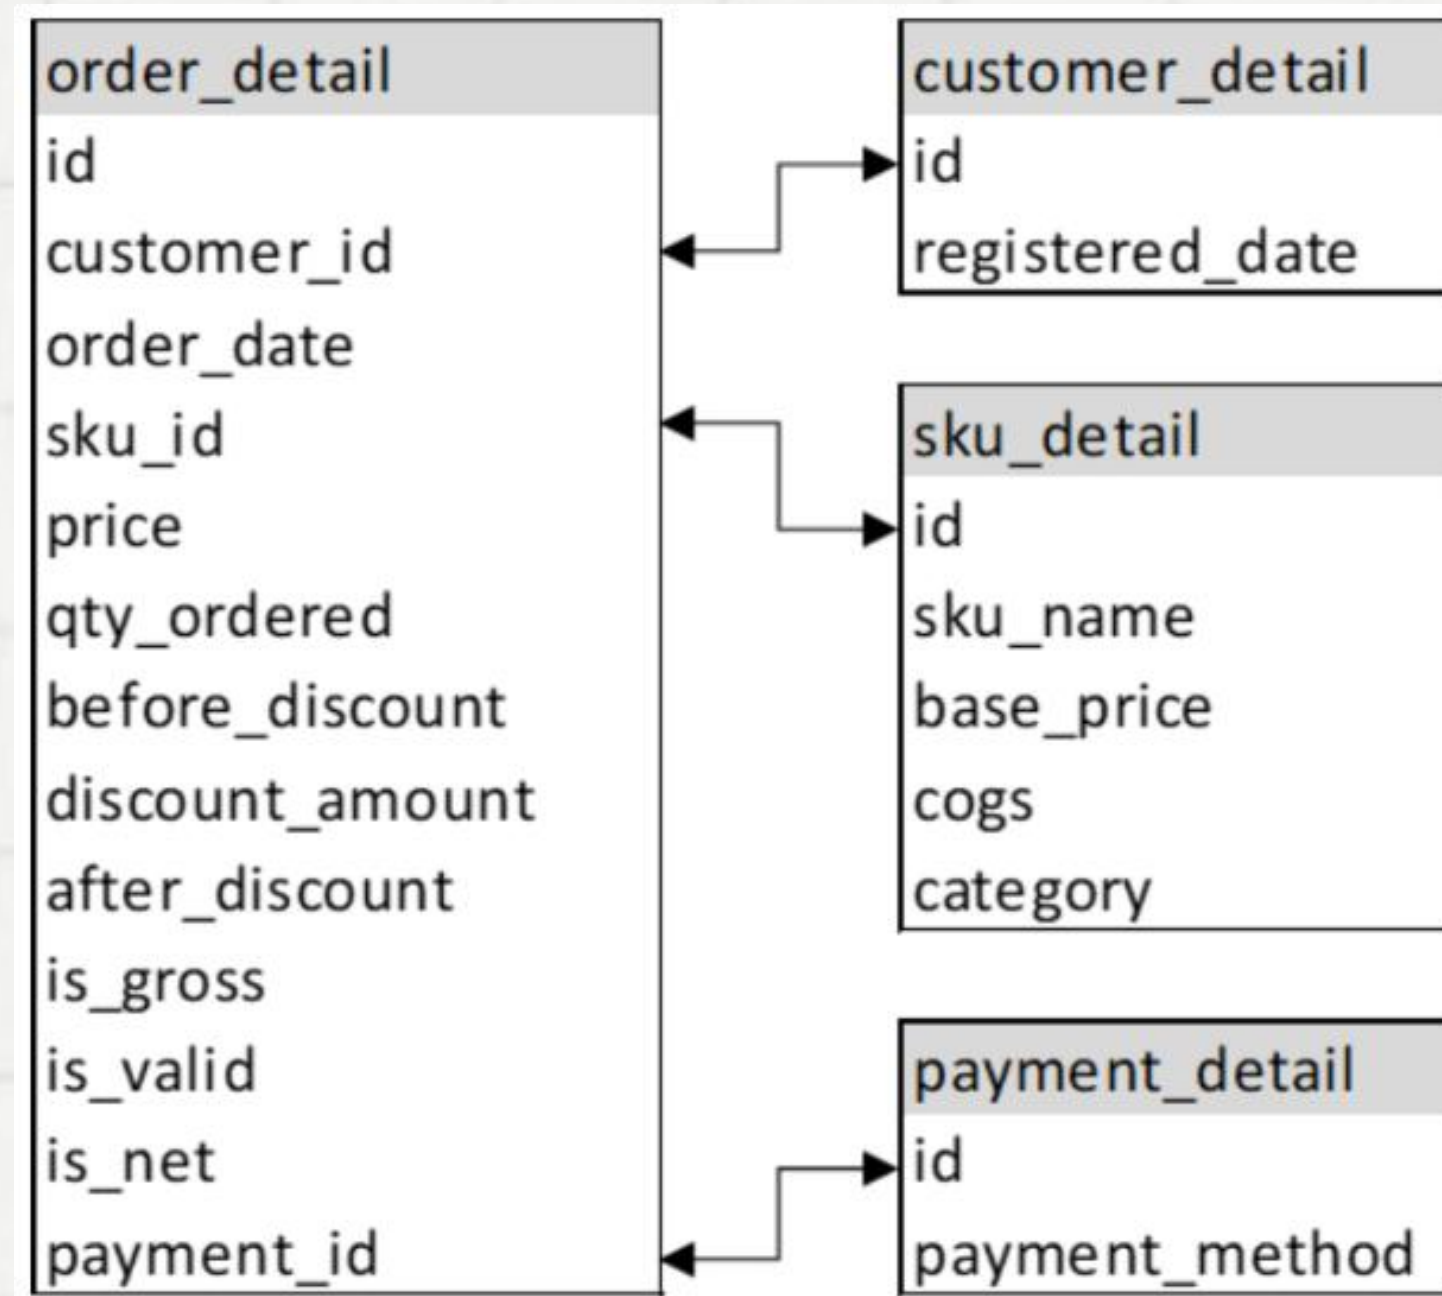 order_detail
id
customer_id
order_date
sku_id
price
qty_ordered
before_discount
discount_amount
after_discount
is_gross
is_valid
is_net
payment_id
customer_detail
id
registered_date
sku_detail
id
sku_name
base_price
cogs
category
payment_detail
id
payment_method